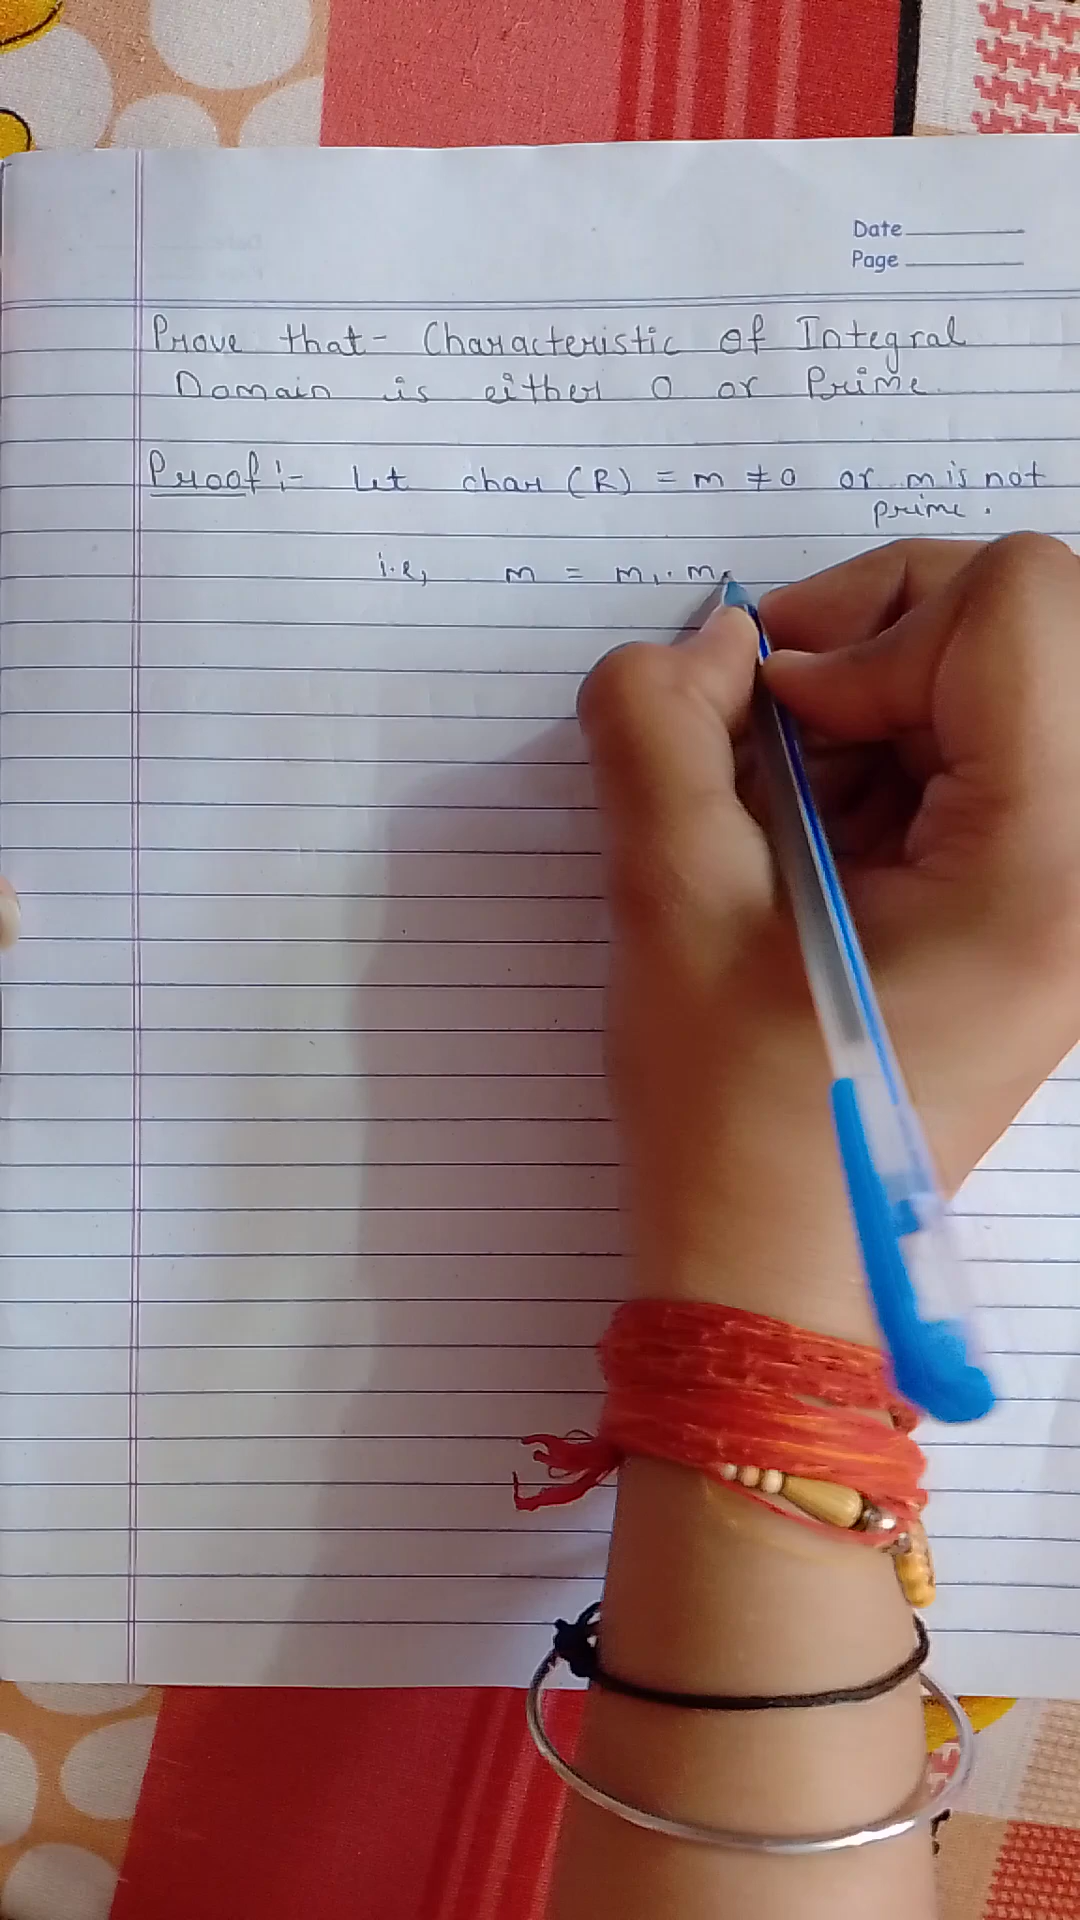 Date
Page
Prove that- Characteristic of Integral
Domain is either 0 or Prime.
Proof :- Let char (R) = m ≠ 0 or m is not
prime.
i.e, m = m₁. m